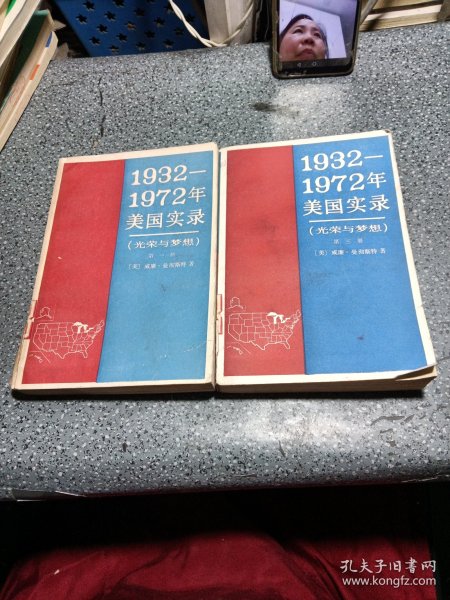 1932—
1972年
美国实录
(光荣与梦想)
第一册
〔美〕威廉·曼彻斯特 著
1932—
1972年
美国实录
(光荣与梦想)
第三册
〔美〕威廉·曼彻斯特 著
孔夫子旧书网
www.kongfz.com